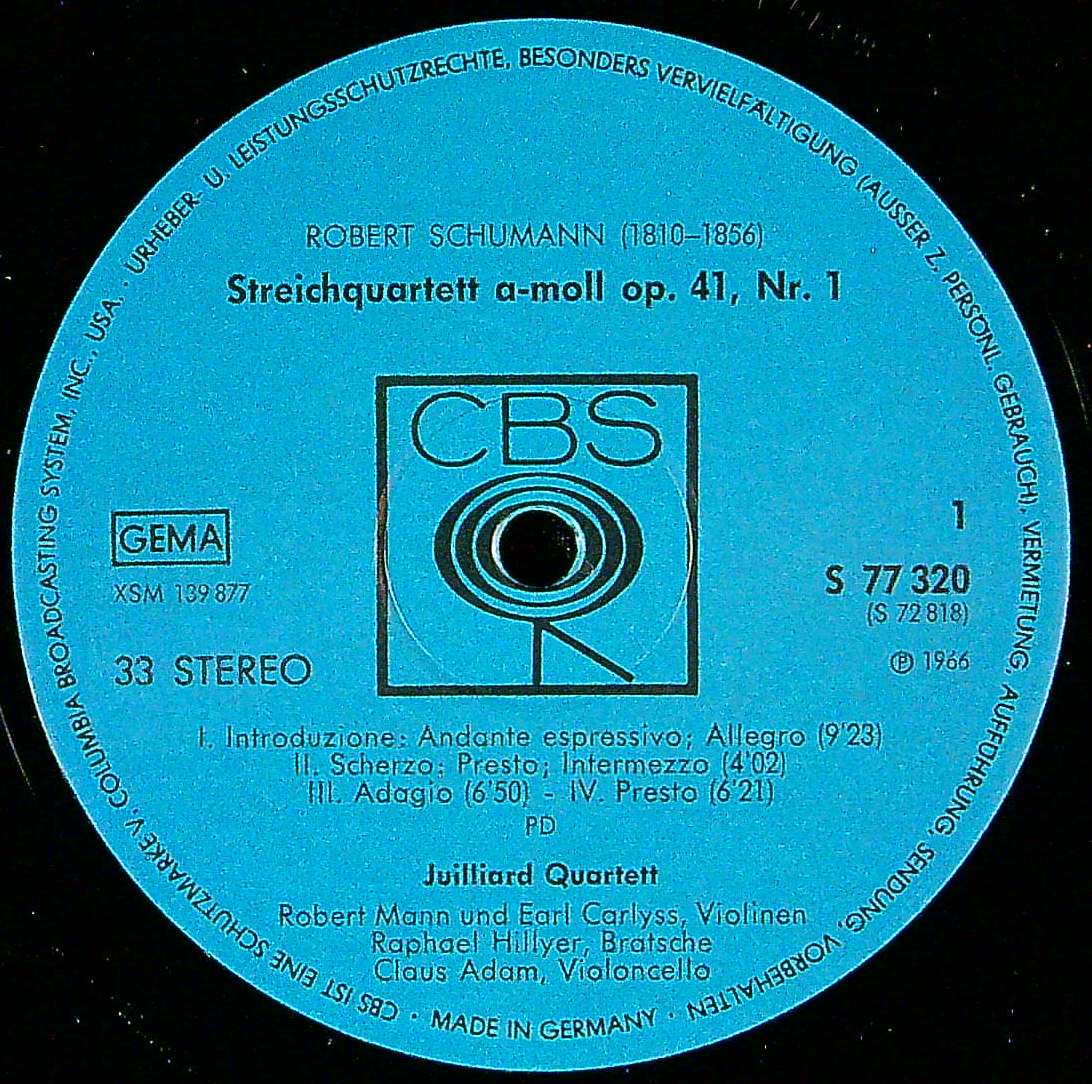 URHEBER- U. LEISTUNGSSCHUTZRECHTE, BESONDERS VERVIELFÄLTIGUNG (AUSSER Z. PERSÖNL. GEBRAUCH), VERMIETUNG, AUFFÜHRUNG, SENDUNG, VORBEHALTEN
ROBERT SCHUMANN (1810–1856)
Streichquartett a-moll op. 41, Nr. 1
CBS
GEMA
XSM 139 877
33 STEREO
1
S 77 320
(S 72 818)
℗ 1966
I. Introduzione: Andante espressivo; Allegro (9'23)
II. Scherzo: Presto; Intermezzo (4'02)
III. Adagio (6'50) – IV. Presto (6'21)
PD
Juilliard Quartett
Robert Mann und Earl Carlyss, Violinen
Raphael Hillyer, Bratsche
Claus Adam, Violoncello
· MADE IN GERMANY ·
CBS IST EINE SCHUTZMARKE V. COLUMBIA BROADCASTING SYSTEM, INC., USA. ·